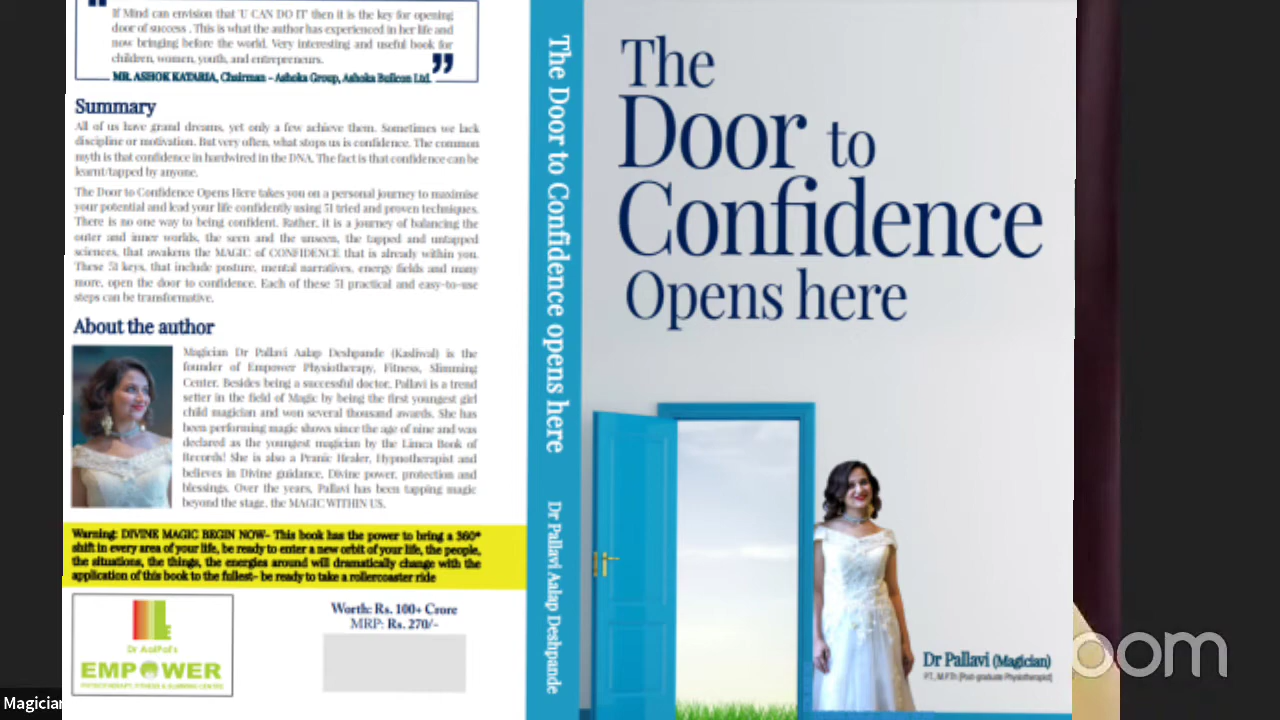 If Mind can envision that 'U CAN DO IT' then it is the key for opening
door of success . This is what the author has experienced in her life and
now bringing before the world. Very interesting and useful book for
children, women, youth, and entrepreneurs.
MR. ASHOK KATARIA, Chairman - Ashoka Group, Ashoka Buildcon Ltd.
Summary
All of us have grand dreams, yet only a few achieve them. Sometimes we lack
discipline or motivation. But very often, what stops us is confidence. The common
myth is that confidence in hardwired in the DNA. The fact is that confidence can be
learnt/tapped by anyone.
The Door to Confidence Opens Here takes you on a personal journey to maximise
your potential and lead your life confidently using 51 tried and proven techniques.
There is no one way to being confident. Rather, it is a journey of balancing the
outer and inner worlds, the seen and the unseen, the tapped and untapped
sciences, that awakens the MAGIC of CONFIDENCE that is already within you.
These 51 keys, that include posture, mental narratives, energy fields and many
more, open the door to confidence. Each of these 51 practical and easy-to-use
steps can be transformative.
About the author
Magician Dr Pallavi Aalap Deshpande (Kasliwal) is the
founder of Empower Physiotherapy, Fitness, Slimming
Center. Besides being a successful doctor, Pallavi is a trend
setter in the field of Magic by being the first youngest girl
child magician and won several thousand awards. She has
been performing magic shows since the age of nine and was
declared as the youngest magician by the Limca Book of
Records! She is also a Pranic Healer, Hypnotherapist and
believes in Divine guidance, Divine power, protection and
blessings. Over the years, Pallavi has been tapping magic
beyond the stage, the MAGIC WITHIN US.
Warning: DIVINE MAGIC BEGIN NOW- This book has the power to bring a 360°
shift in every area of your life, be ready to enter a new orbit of your life, the people,
the situations, the things, the energies around will dramatically change with the
application of this book to the fullest- be ready to take a rollercoaster ride
Dr AalPal's
EMPOWER
PHYSIOTHERAPY, FITNESS & SLIMMING CENTRE
Worth: Rs. 100+ Crore
MRP: Rs. 270/-
The Door to Confidence opens here
Dr Pallavi Aalap Deshpande
The
Door to
Confidence
Opens here
Dr Pallavi (Magician)
P.T., M.P.Th (Post-graduate Physiotherapist)
oom
Magician